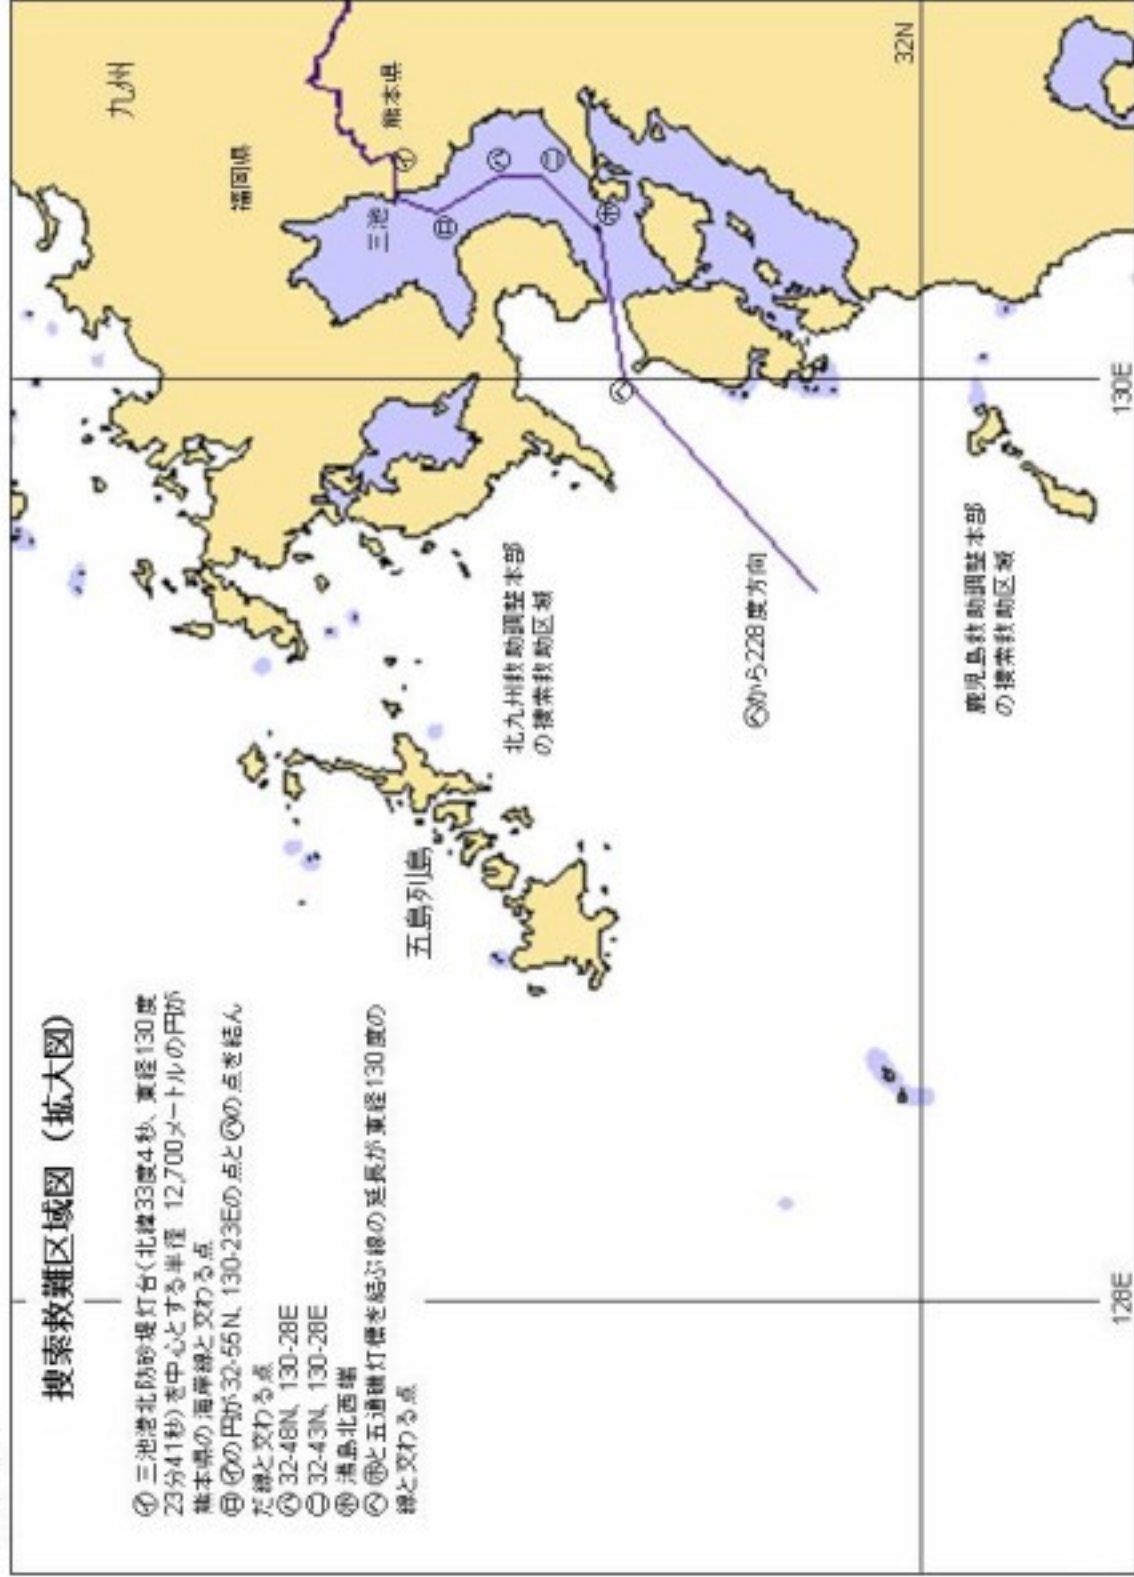 捜索救難区域図（拡大図）
㋑ 三池港北防砂堤灯台(北緯33度4秒、東経130度
23分41秒)を中心とする半径 12,700メートルの円が
熊本県の海岸線と交わる点
㋺ ㋑の円が32-55N、130-23Eの点と㋩の点を結ん
だ線と交わる点
㋩ 32-48N、130-28E
㋥ 32-43N、130-28E
㋭ 湯島北西端
㋬ ㋭と五通礁灯標を結ぶ線の延長が東経130度の
線と交わる点
九州
福岡県
熊本県
三池
㋑
㋺
㋩
㋥
㋭
㋬
五島列島
北九州救助調整本部
の捜索救助区域
㋬から228度方向
鹿児島救助調整本部
の捜索救助区域
32N
128E
130E